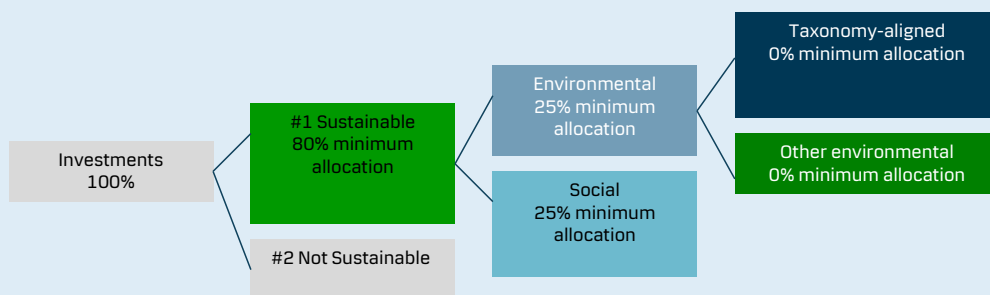 Investments
100%
#1 Sustainable
80% minimum
allocation
#2 Not Sustainable
Environmental
25% minimum
allocation
Social
25% minimum
allocation
Taxonomy-aligned
0% minimum allocation
Other environmental
0% minimum allocation